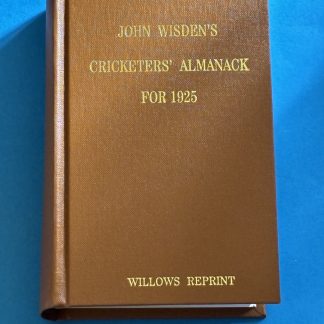 JOHN WISDEN'S
CRICKETERS' ALMANACK
FOR 1925
WILLOWS REPRINT